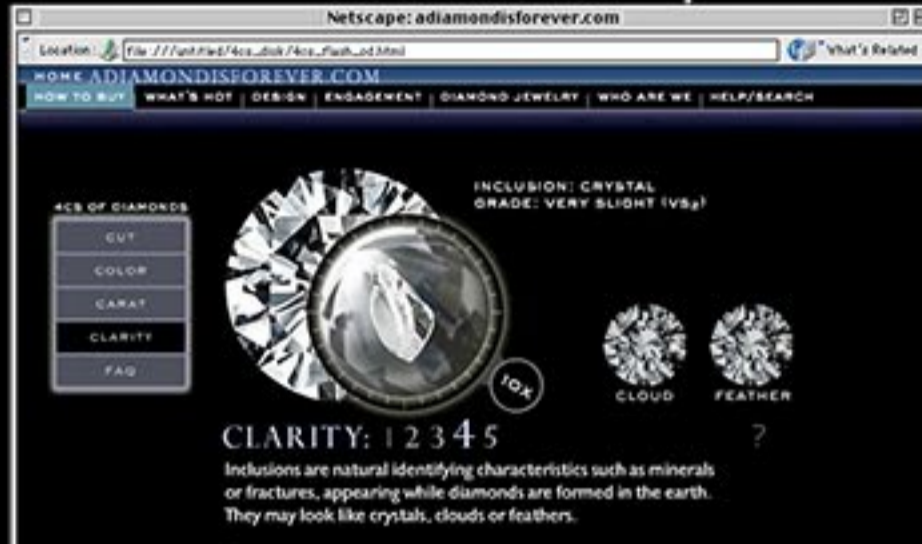 Netscape: adiamondisforever.com
Location: file:///untitled/4cs_disk/4cs_flash_cd.html
What's Related
HOME ADIAMONDISFOREVER.COM
HOW TO BUY WHAT'S HOT | DESIGN | ENGAGEMENT | DIAMOND JEWELRY | WHO ARE WE | HELP/SEARCH
INCLUSION: CRYSTAL
GRADE: VERY SLIGHT (VS2)
4CS OF DIAMONDS
CUT
COLOR
CARAT
CLARITY
FAQ
10X
CLOUD FEATHER
CLARITY: 1 2 3 4 5 ?
Inclusions are natural identifying characteristics such as minerals
or fractures, appearing while diamonds are formed in the earth.
They may look like crystals, clouds or feathers.